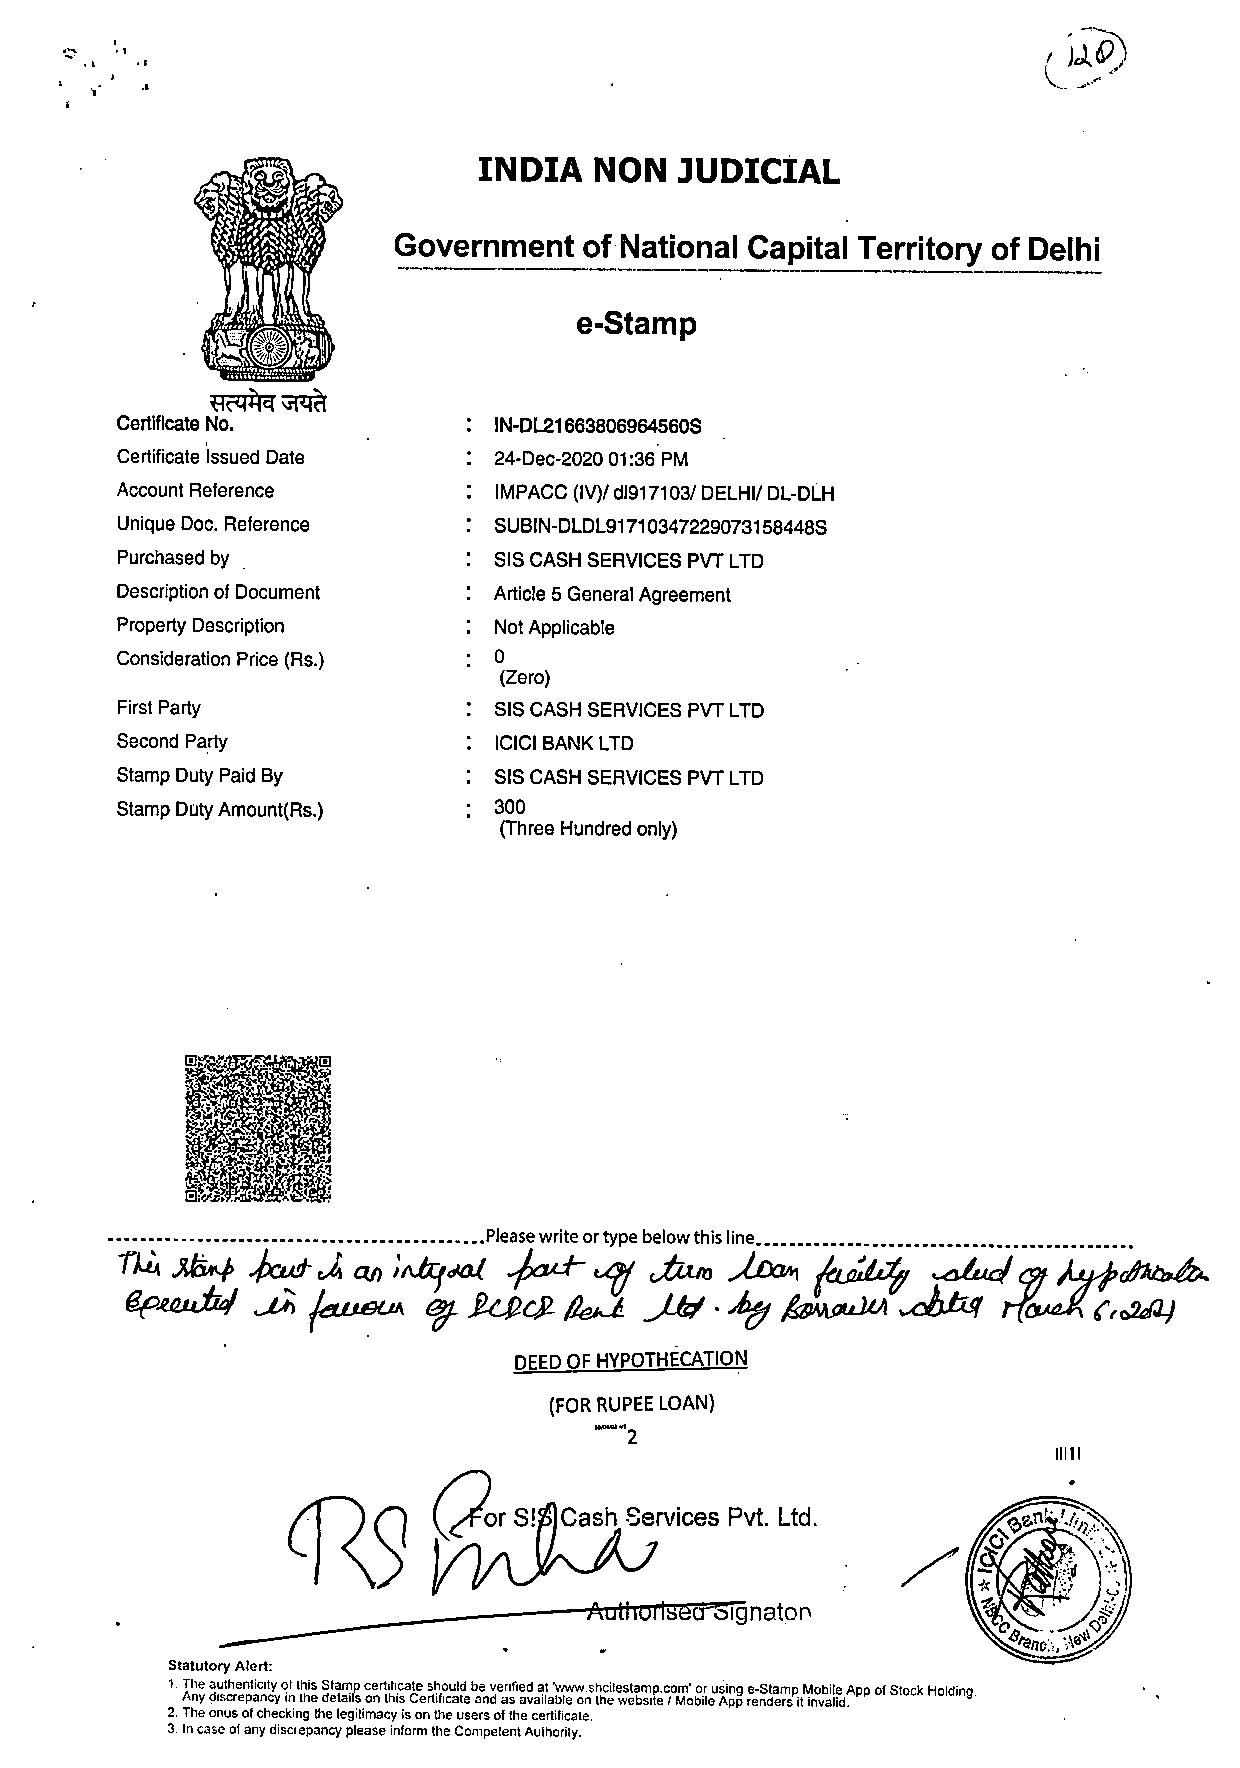 120
INDIA NON JUDICIAL
Government of National Capital Territory of Delhi
e-Stamp
सत्यमेव जयते
Certificate No. : IN-DL21663806964560S
Certificate Issued Date : 24-Dec-2020 01:36 PM
Account Reference : IMPACC (IV)/ dl917103/ DELHI/ DL-DLH
Unique Doc. Reference : SUBIN-DLDL91710347229073158448S
Purchased by : SIS CASH SERVICES PVT LTD
Description of Document : Article 5 General Agreement
Property Description : Not Applicable
Consideration Price (Rs.) : 0
(Zero)
First Party : SIS CASH SERVICES PVT LTD
Second Party : ICICI BANK LTD
Stamp Duty Paid By : SIS CASH SERVICES PVT LTD
Stamp Duty Amount(Rs.) : 300
(Three Hundred only)
Please write or type below this line
This stamp is an integral part of term loan facility deed of hypothecation
executed in favour of ICICI Bank Ltd. by Borrower dated March 6, 2021
DEED OF HYPOTHECATION
(FOR RUPEE LOAN)
2
For SIS Cash Services Pvt. Ltd.
RS Sinha
Authorised Signatory
ICICI Bank Limited
NBCC Branch, New Delhi
Statutory Alert:
1. The authenticity of this Stamp certificate should be verified at 'www.shcilestamp.com' or using e-Stamp Mobile App of Stock Holding.
Any discrepancy in the details on this Certificate and as available on the website / Mobile App renders it invalid.
2. The onus of checking the legitimacy is on the users of the certificate.
3. In case of any discrepancy please inform the Competent Authority.